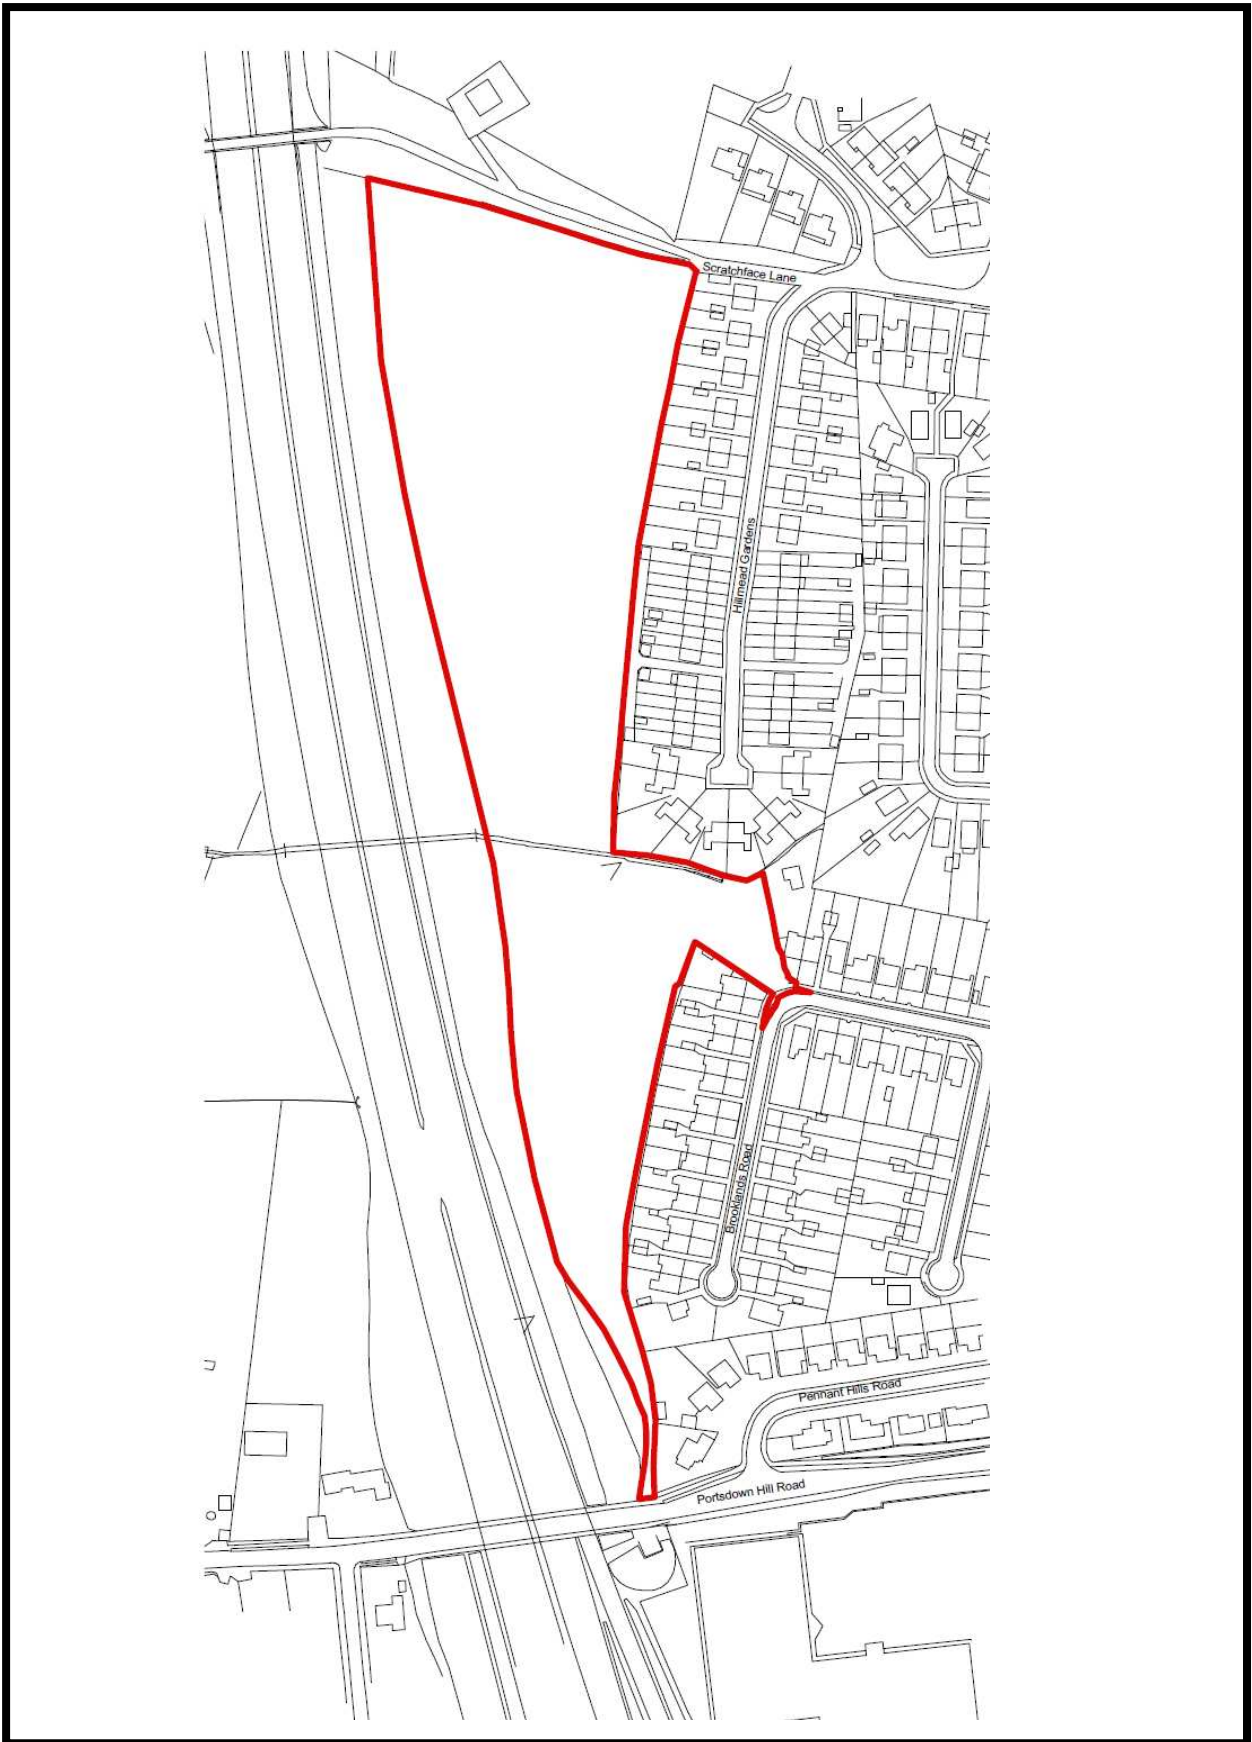 Scratchface Lane
Hillmead Gardens
Brooklands Road
Pennant Hills Road
Portsdown Hill Road